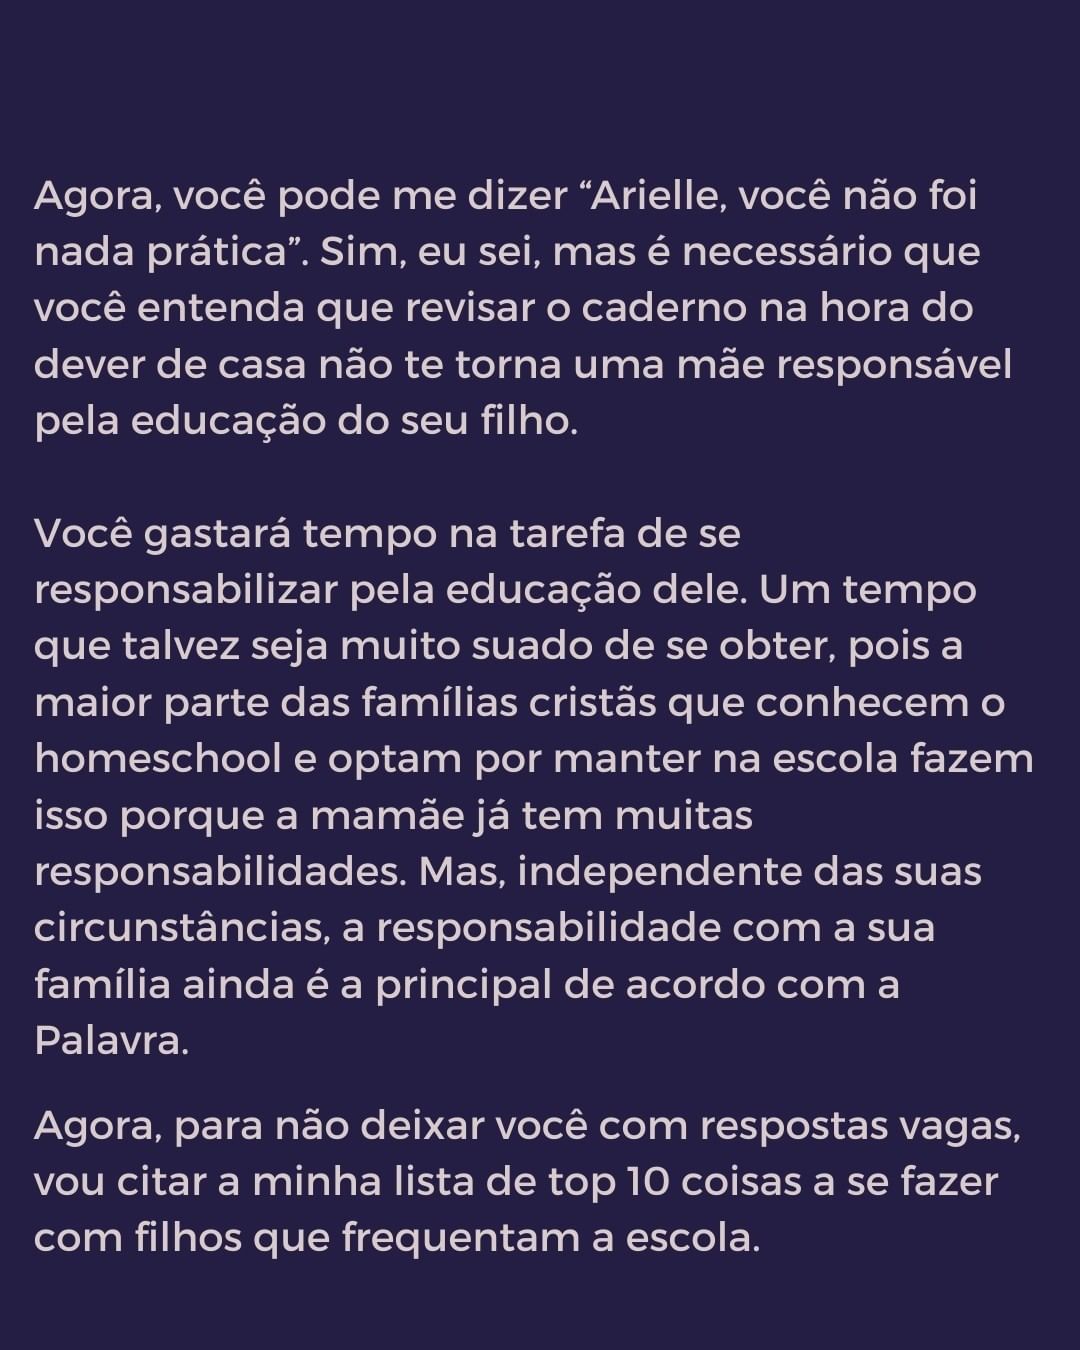 Agora, você pode me dizer “Arielle, você não foi
nada prática”. Sim, eu sei, mas é necessário que
você entenda que revisar o caderno na hora do
dever de casa não te torna uma mãe responsável
pela educação do seu filho.
Você gastará tempo na tarefa de se
responsabilizar pela educação dele. Um tempo
que talvez seja muito suado de se obter, pois a
maior parte das famílias cristãs que conhecem o
homeschool e optam por manter na escola fazem
isso porque a mamãe já tem muitas
responsabilidades. Mas, independente das suas
circunstâncias, a responsabilidade com a sua
família ainda é a principal de acordo com a
Palavra.
Agora, para não deixar você com respostas vagas,
vou citar a minha lista de top 10 coisas a se fazer
com filhos que frequentam a escola.